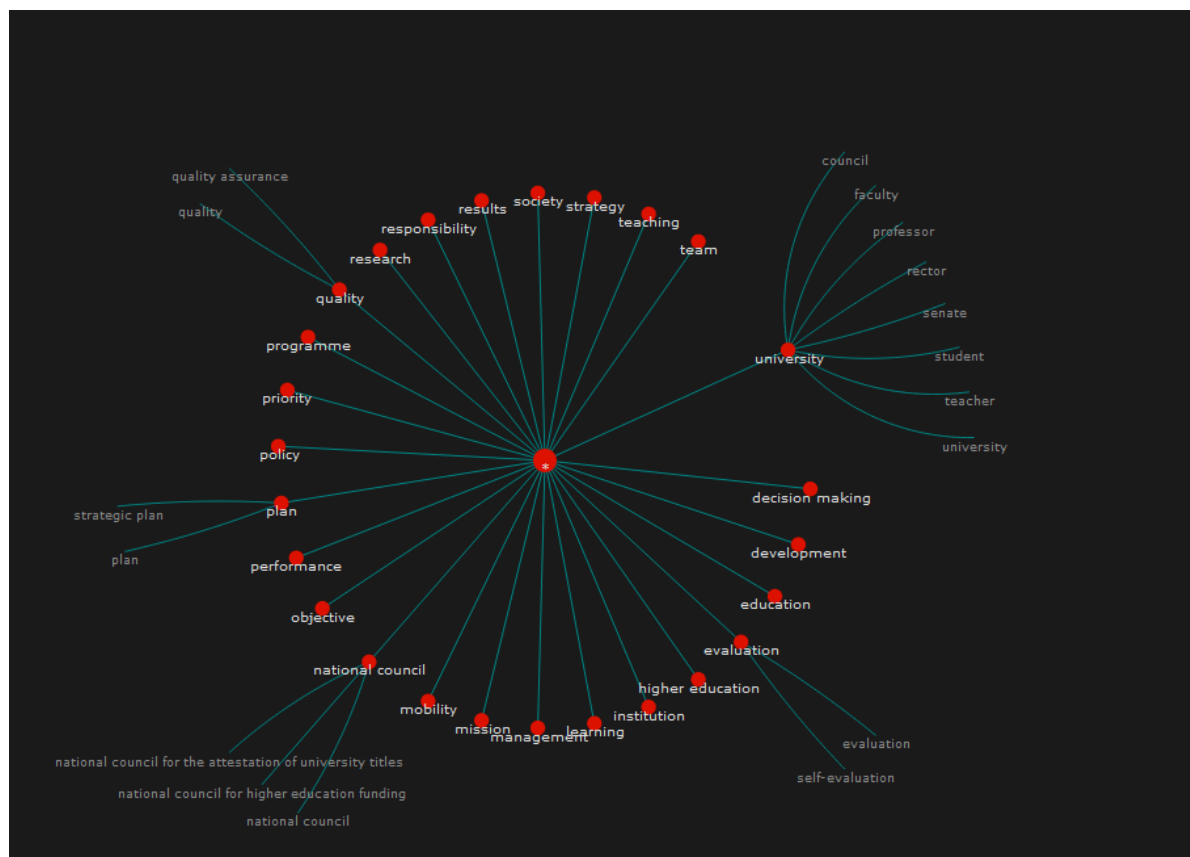 council
quality assurance
faculty
society
results
strategy
quality
teaching
responsibility
professor
team
research
rector
quality
senate
programme
university
student
priority
teacher
university
policy
*
decision making
plan
strategic plan
development
plan
performance
education
objective
evaluation
national council
higher education
mobility
institution
mission
learning
management
evaluation
national council for the attestation of university titles
self-evaluation
national council for higher education funding
national council